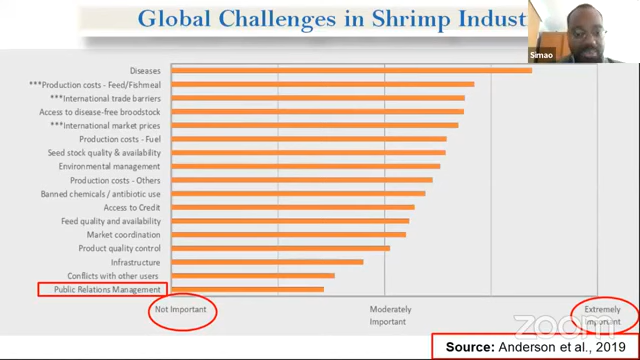 Global Challenges in Shrimp Indust
Simao
Diseases
***Production costs - Feed/Fishmeal
***International trade barriers
Access to disease-free broodstock
***International market prices
Production costs - Fuel
Seed stock quality & availability
Environmental management
Production costs - Others
Banned chemicals / antibiotic use
Access to Credit
Feed quality and availability
Market coordination
Product quality control
Infrastructure
Conflicts with other users
Public Relations Management
Not Important
Moderately
Important
Extremely
Important
zoom
Source: Anderson et al., 2019